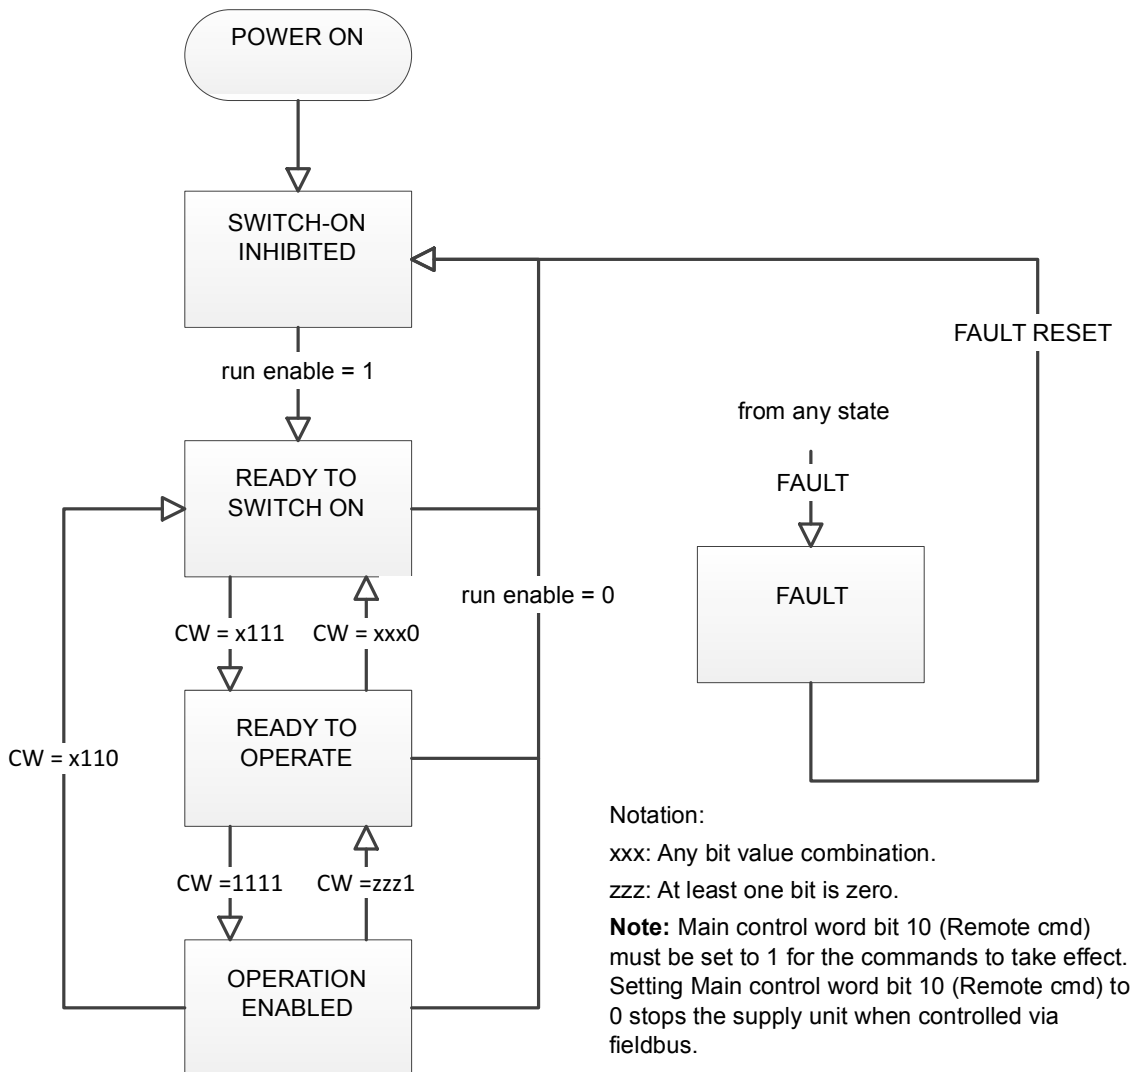 POWER ON
SWITCH-ON
INHIBITED
FAULT RESET
run enable = 1
from any state
READY TO
SWITCH ON
FAULT
FAULT
run enable = 0
CW = x111
CW = xxx0
READY TO
OPERATE
CW = x110
Notation:
xxx: Any bit value combination.
zzz: At least one bit is zero.
CW =1111
CW =zzz1
Note: Main control word bit 10 (Remote cmd)
must be set to 1 for the commands to take effect.
Setting Main control word bit 10 (Remote cmd) to
0 stops the supply unit when controlled via
fieldbus.
OPERATION
ENABLED